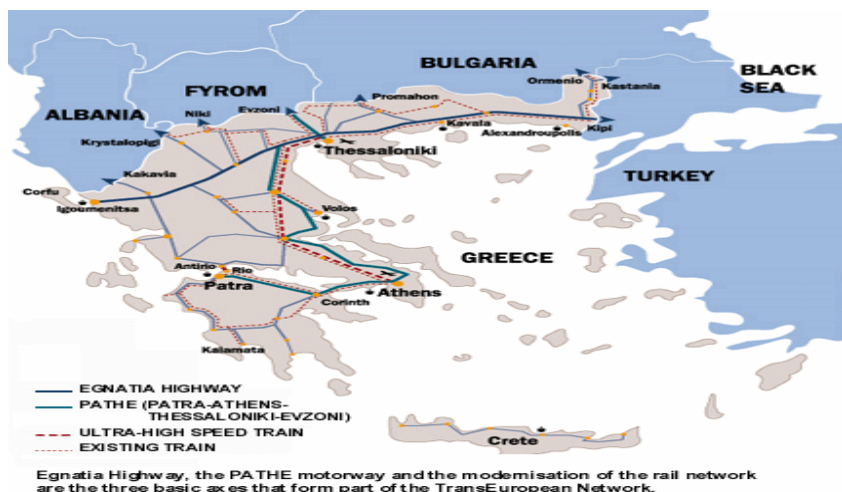 BULGARIA
BLACK
SEA
FYROM
ALBANIA
Ormenio
Kastania
Promahon
Evzoni
Niki
Krystalopigi
Kavala
Alexandroupolis
Kipi
Thessaloniki
Kakavia
TURKEY
Corfu
Igoumenitsa
Volos
GREECE
Antirio
Rio
Patra
Athens
Corinth
Kalamata
EGNATIA HIGHWAY
PATHE (PATRA-ATHENS-
THESSALONIKI-EVZONI)
ULTRA-HIGH SPEED TRAIN
EXISTING TRAIN
Crete
Egnatia Highway, the PATHE motorway and the modernisation of the rail network
are the three basic axes that form part of the TransEuropean Network.